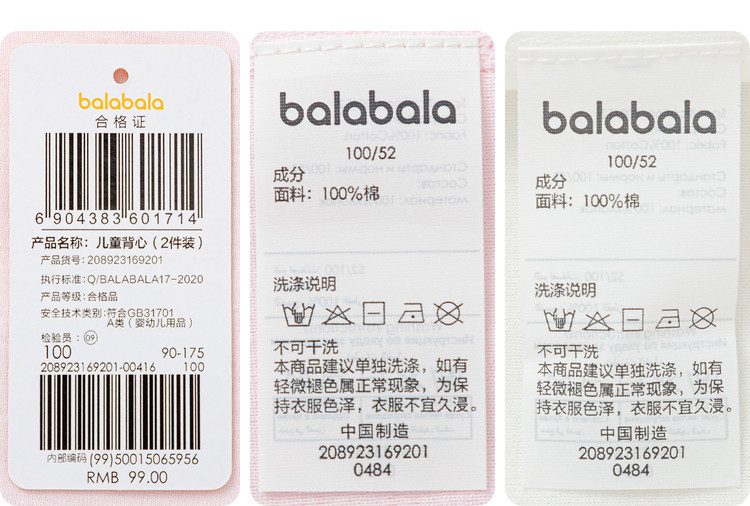 balabala
合格证
6 904383 601714
产品名称：儿童背心（2件装）
产品货号：208923169201
执行标准：Q/BALABALA17-2020
产品等级：合格品
安全技术类别：符合GB31701
A类（婴幼儿用品）
检验员： 09
100 90-175
208923169201-00416 100
内部编码 (99)50015065956
RMB 99.00
balabala
100/52
成分
面料：100%棉
洗涤说明
不可干洗
本商品建议单独洗涤，如有
轻微褪色属正常现象，为保
持衣服色泽，衣服不宜久浸。
中国制造
208923169201
0484
balabala
100/52
成分
面料：100%棉
洗涤说明
不可干洗
本商品建议单独洗涤，如有
轻微褪色属正常现象，为保
持衣服色泽，衣服不宜久浸。
中国制造
208923169201
0484